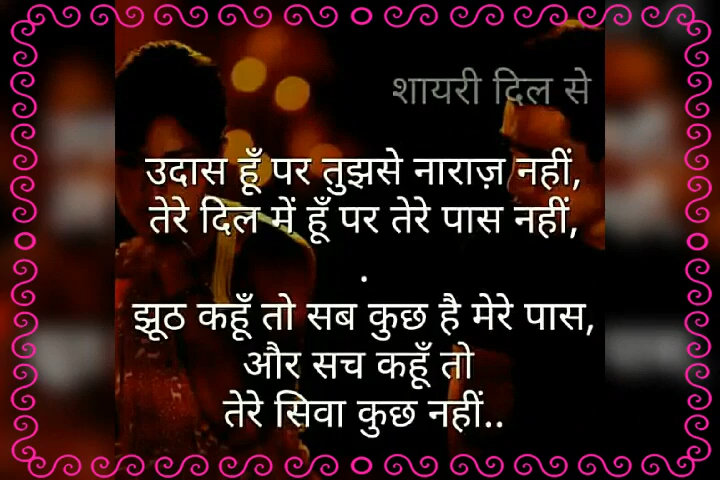 शायरी दिल से
उदास हूँ पर तुझसे नाराज़ नहीं,
तेरे दिल में हूँ पर तेरे पास नहीं,
.
झूठ कहूँ तो सब कुछ है मेरे पास,
और सच कहूँ तो
तेरे सिवा कुछ नहीं..